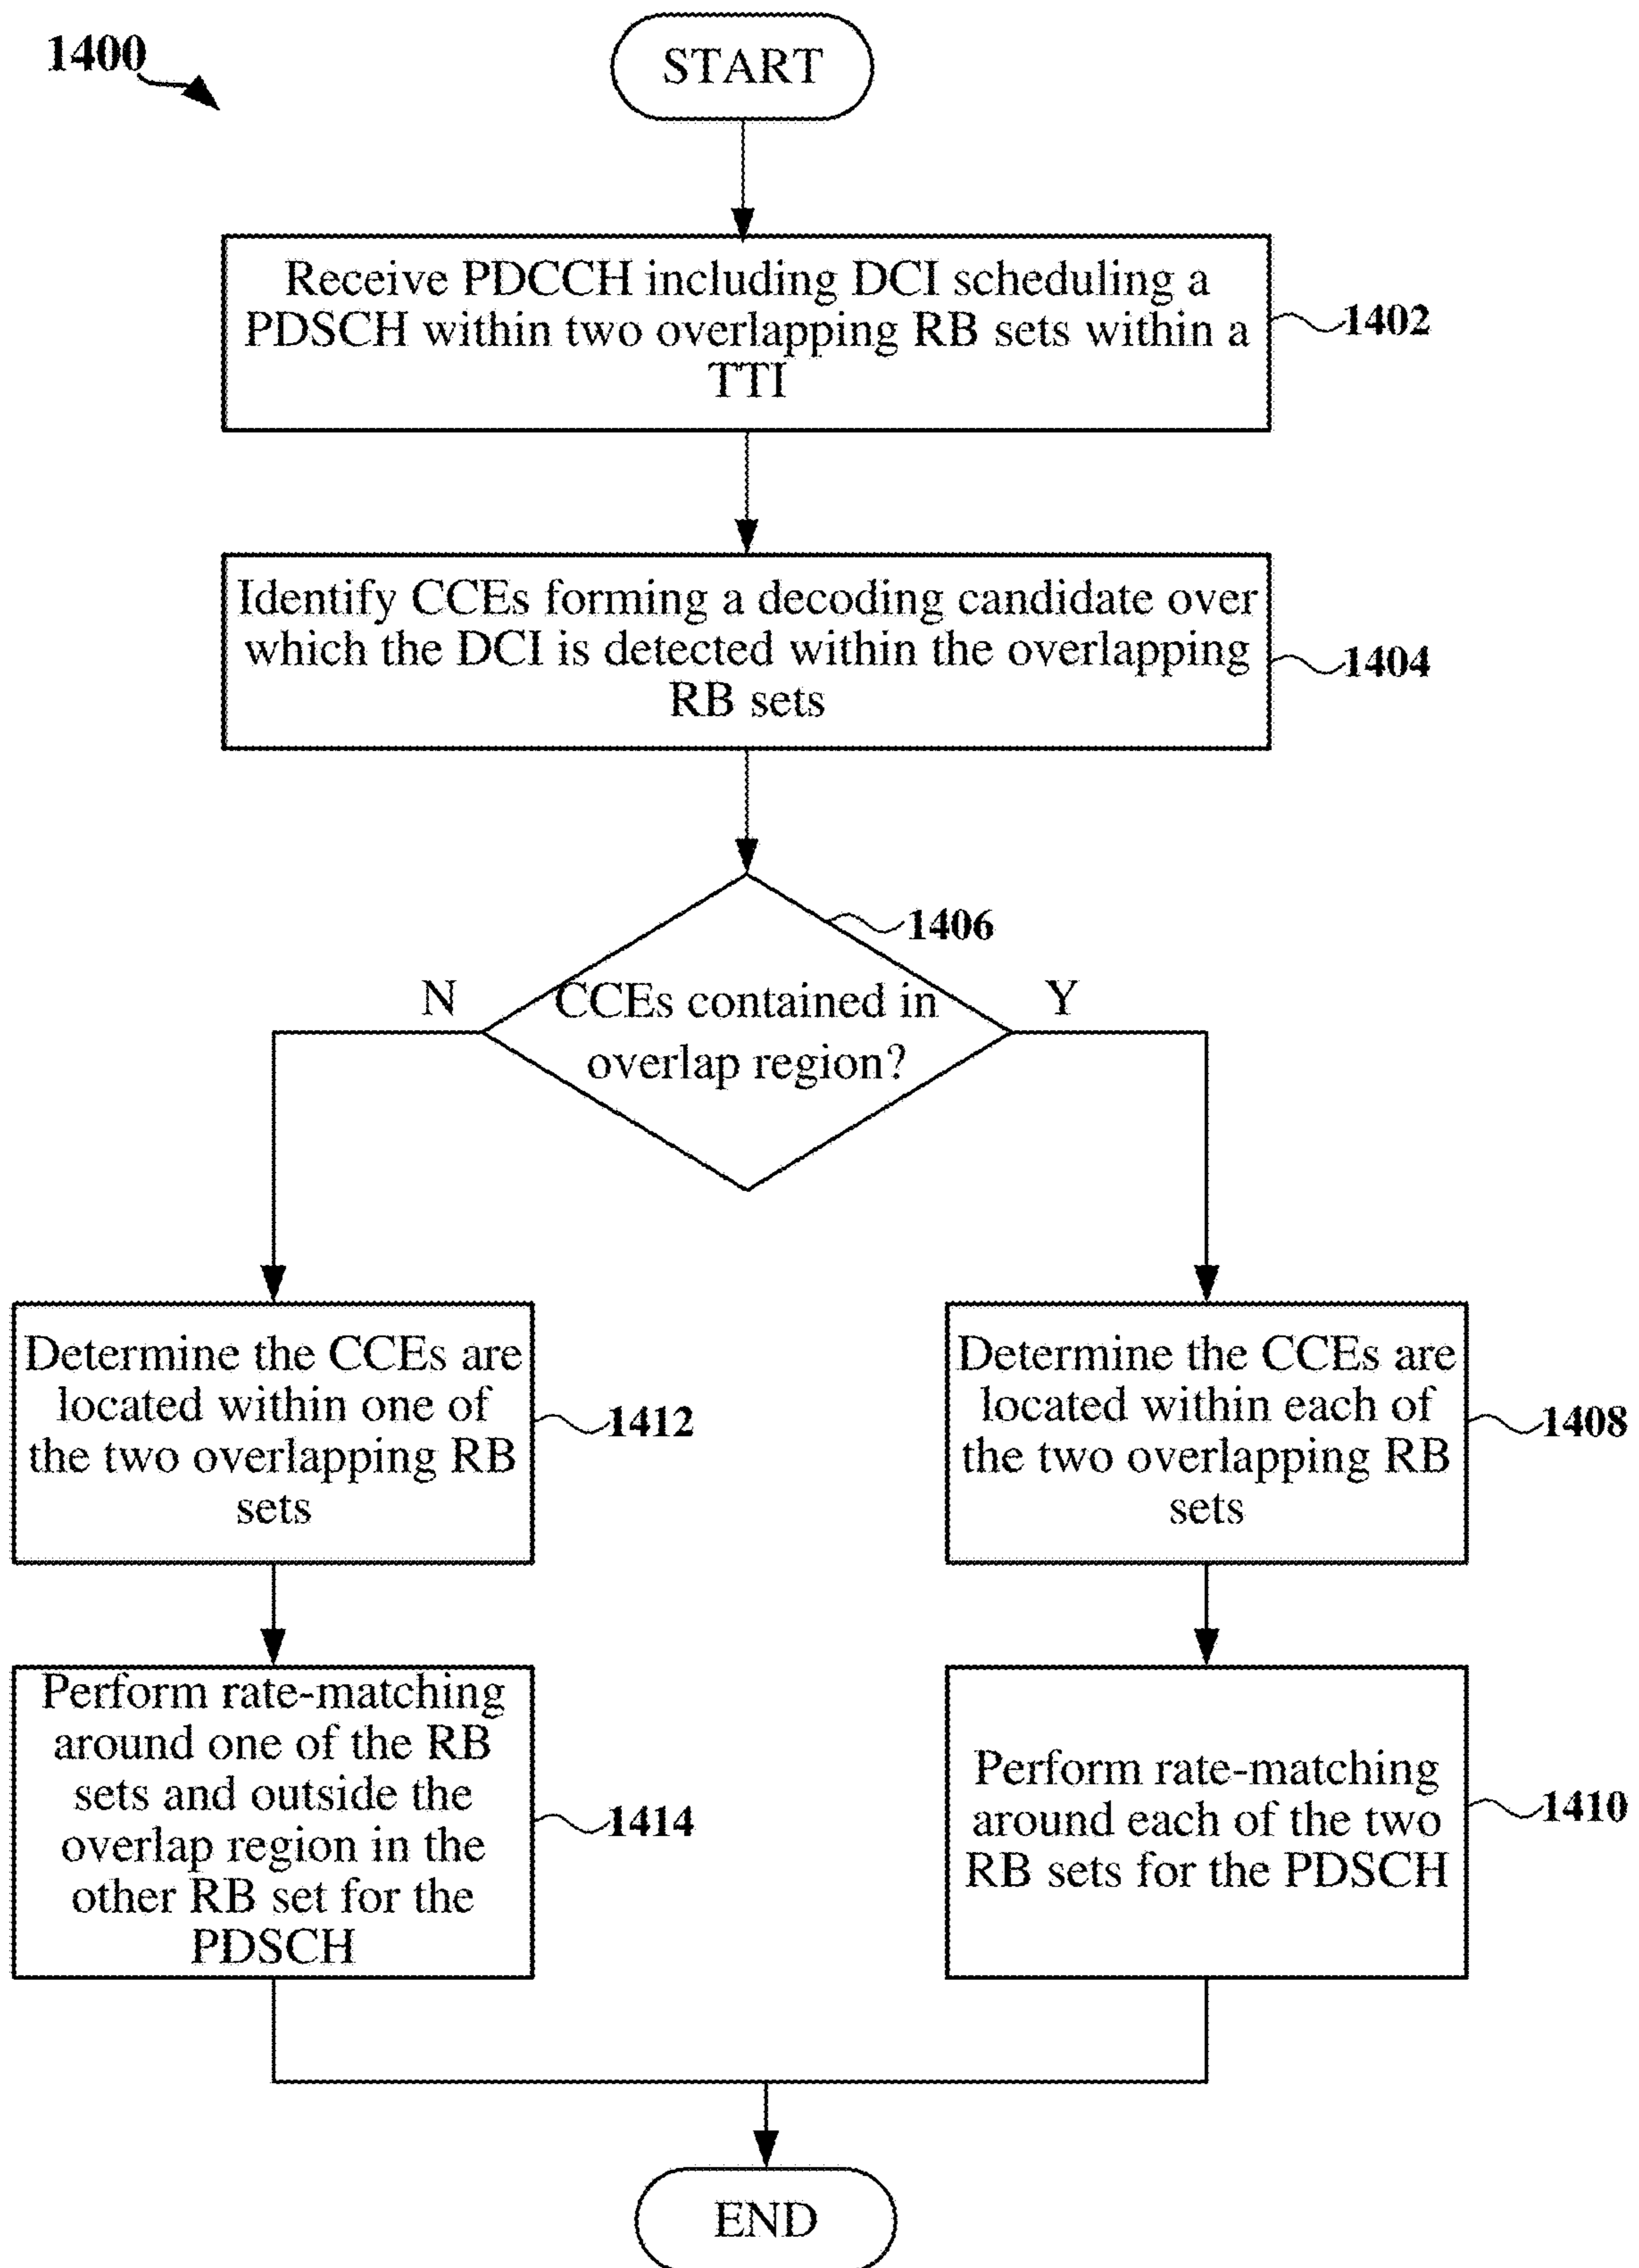 1400
START
Receive PDCCH including DCI scheduling a
PDSCH within two overlapping RB sets within a
TTI
1402
Identify CCEs forming a decoding candidate over
which the DCI is detected within the overlapping
RB sets
1404
1406
N
CCEs contained in
overlap region?
Y
Determine the CCEs are
located within one of
the two overlapping RB
sets
1412
Determine the CCEs are
located within each of
the two overlapping RB
sets
1408
Perform rate-matching
around one of the RB
sets and outside the
overlap region in the
other RB set for the
PDSCH
1414
Perform rate-matching
around each of the two
RB sets for the PDSCH
1410
END